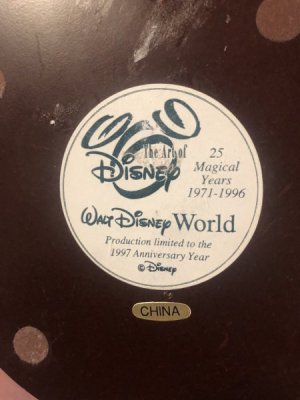 The Art of
Disney
25
Magical
Years
1971-1996
Walt Disney World
Production limited to the
1997 Anniversary Year
© Disney
CHINA